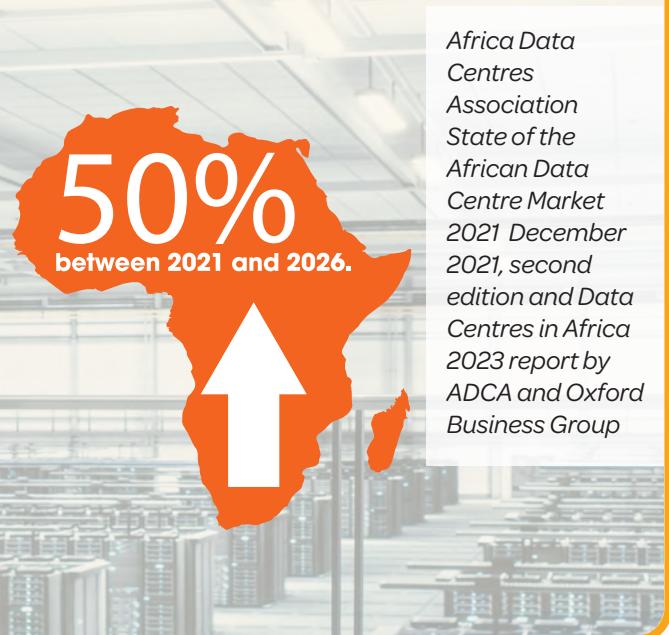 50%
between 2021 and 2026.
Africa Data
Centres
Association
State of the
African Data
Centre Market
2021 December
2021, second
edition and Data
Centres in Africa
2023 report by
ADCA and Oxford
Business Group